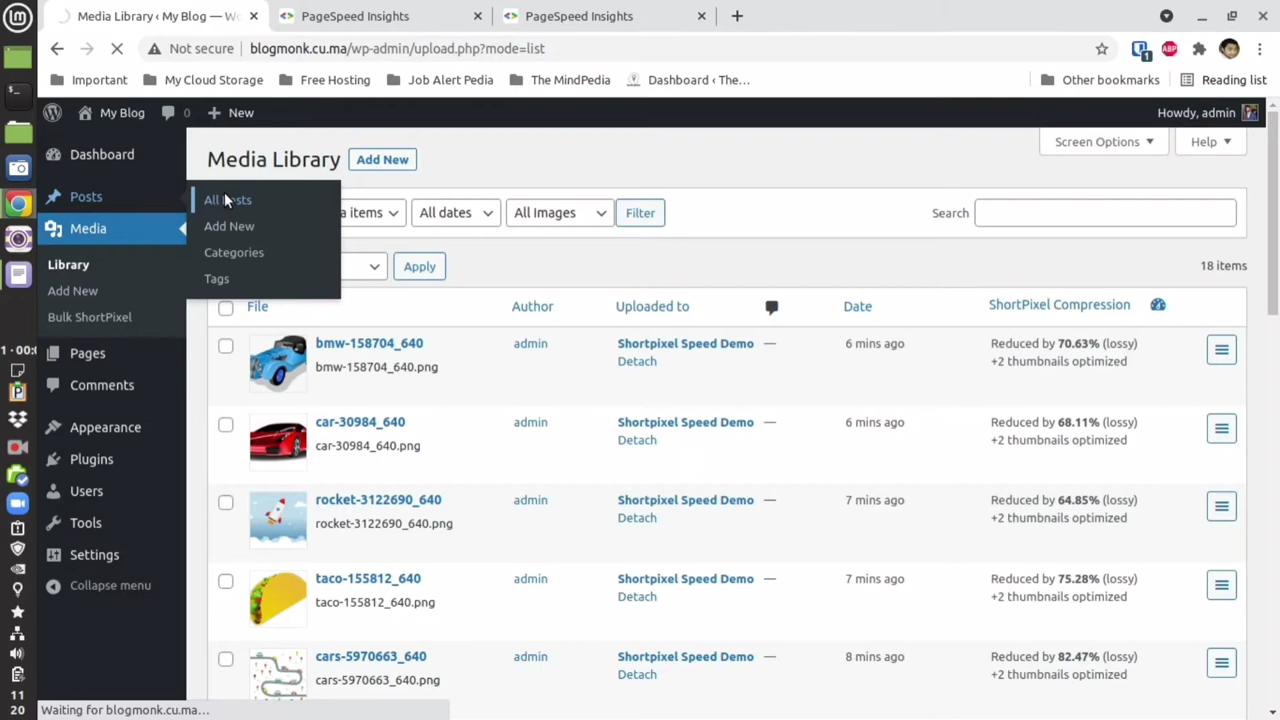 Media Library ‹ My Blog — Wo
PageSpeed Insights
PageSpeed Insights
Not secure
blogmonk.cu.ma/wp-admin/upload.php?mode=list
ABP
1
Important
My Cloud Storage
Free Hosting
Job Alert Pedia
The MindPedia
Dashboard ‹ The…
Other bookmarks
Reading list
My Blog
0
New
Howdy, admin
Dashboard
Posts
Media
Library
Add New
Bulk ShortPixel
Pages
Comments
Appearance
Plugins
Users
Tools
Settings
Collapse menu
All Posts
Add New
Categories
Tags
Media Library
Add New
Screen Options
Help
a items
All dates
All Images
Filter
Search
Apply
18 items
File
Author
Uploaded to
Date
ShortPixel Compression
bmw-158704_640
bmw-158704_640.png
admin
Shortpixel Speed Demo
Detach
—
6 mins ago
Reduced by 70.63% (lossy)
+2 thumbnails optimized
car-30984_640
car-30984_640.png
admin
Shortpixel Speed Demo
Detach
—
6 mins ago
Reduced by 68.11% (lossy)
+2 thumbnails optimized
rocket-3122690_640
rocket-3122690_640.png
admin
Shortpixel Speed Demo
Detach
—
7 mins ago
Reduced by 64.85% (lossy)
+2 thumbnails optimized
taco-155812_640
taco-155812_640.png
admin
Shortpixel Speed Demo
Detach
—
7 mins ago
Reduced by 75.28% (lossy)
+2 thumbnails optimized
cars-5970663_640
cars-5970663_640.png
admin
Shortpixel Speed Demo
Detach
—
8 mins ago
Reduced by 82.47% (lossy)
+2 thumbnails optimized
11
20
Waiting for blogmonk.cu.ma...